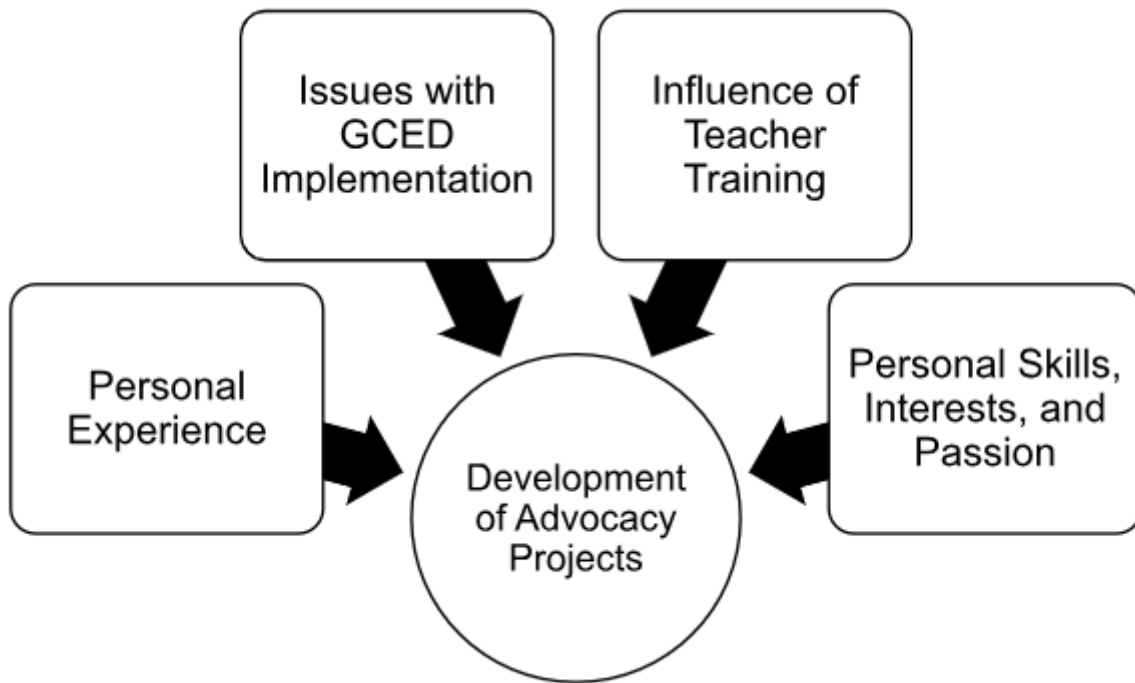 Issues with
GCED
Implementation
Influence of
Teacher
Training
Personal
Experience
Personal Skills,
Interests, and
Passion
Development
of Advocacy
Projects